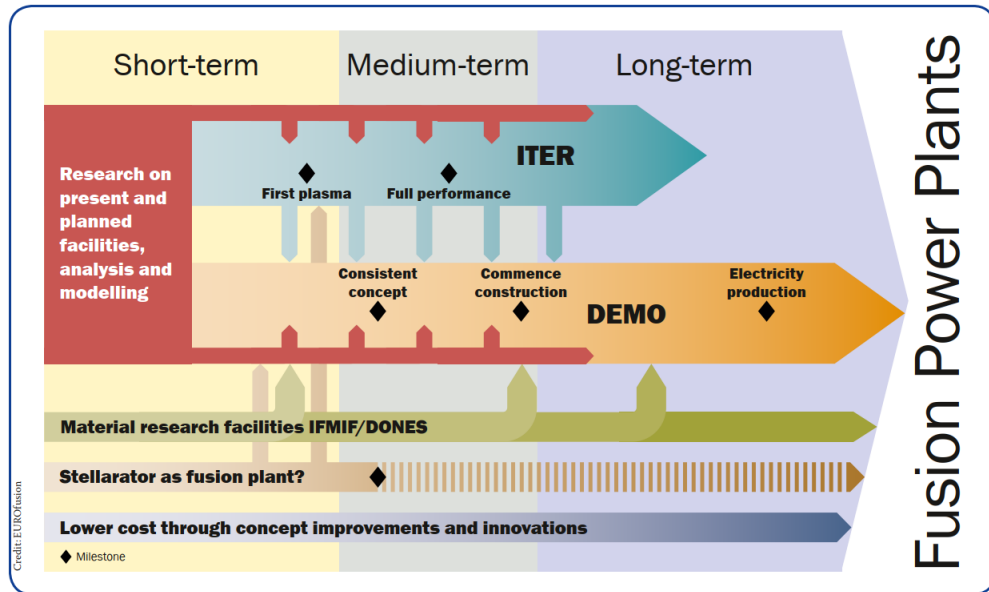 Short-term
Medium-term
Long-term
Research on
present and
planned
facilities,
analysis and
modelling
ITER
First plasma
Full performance
Consistent
concept
Commence
construction
Electricity
production
DEMO
Material research facilities IFMIF/DONES
Stellarator as fusion plant?
Lower cost through concept improvements and innovations
Milestone
Credit: EUROfusion
Fusion Power Plants